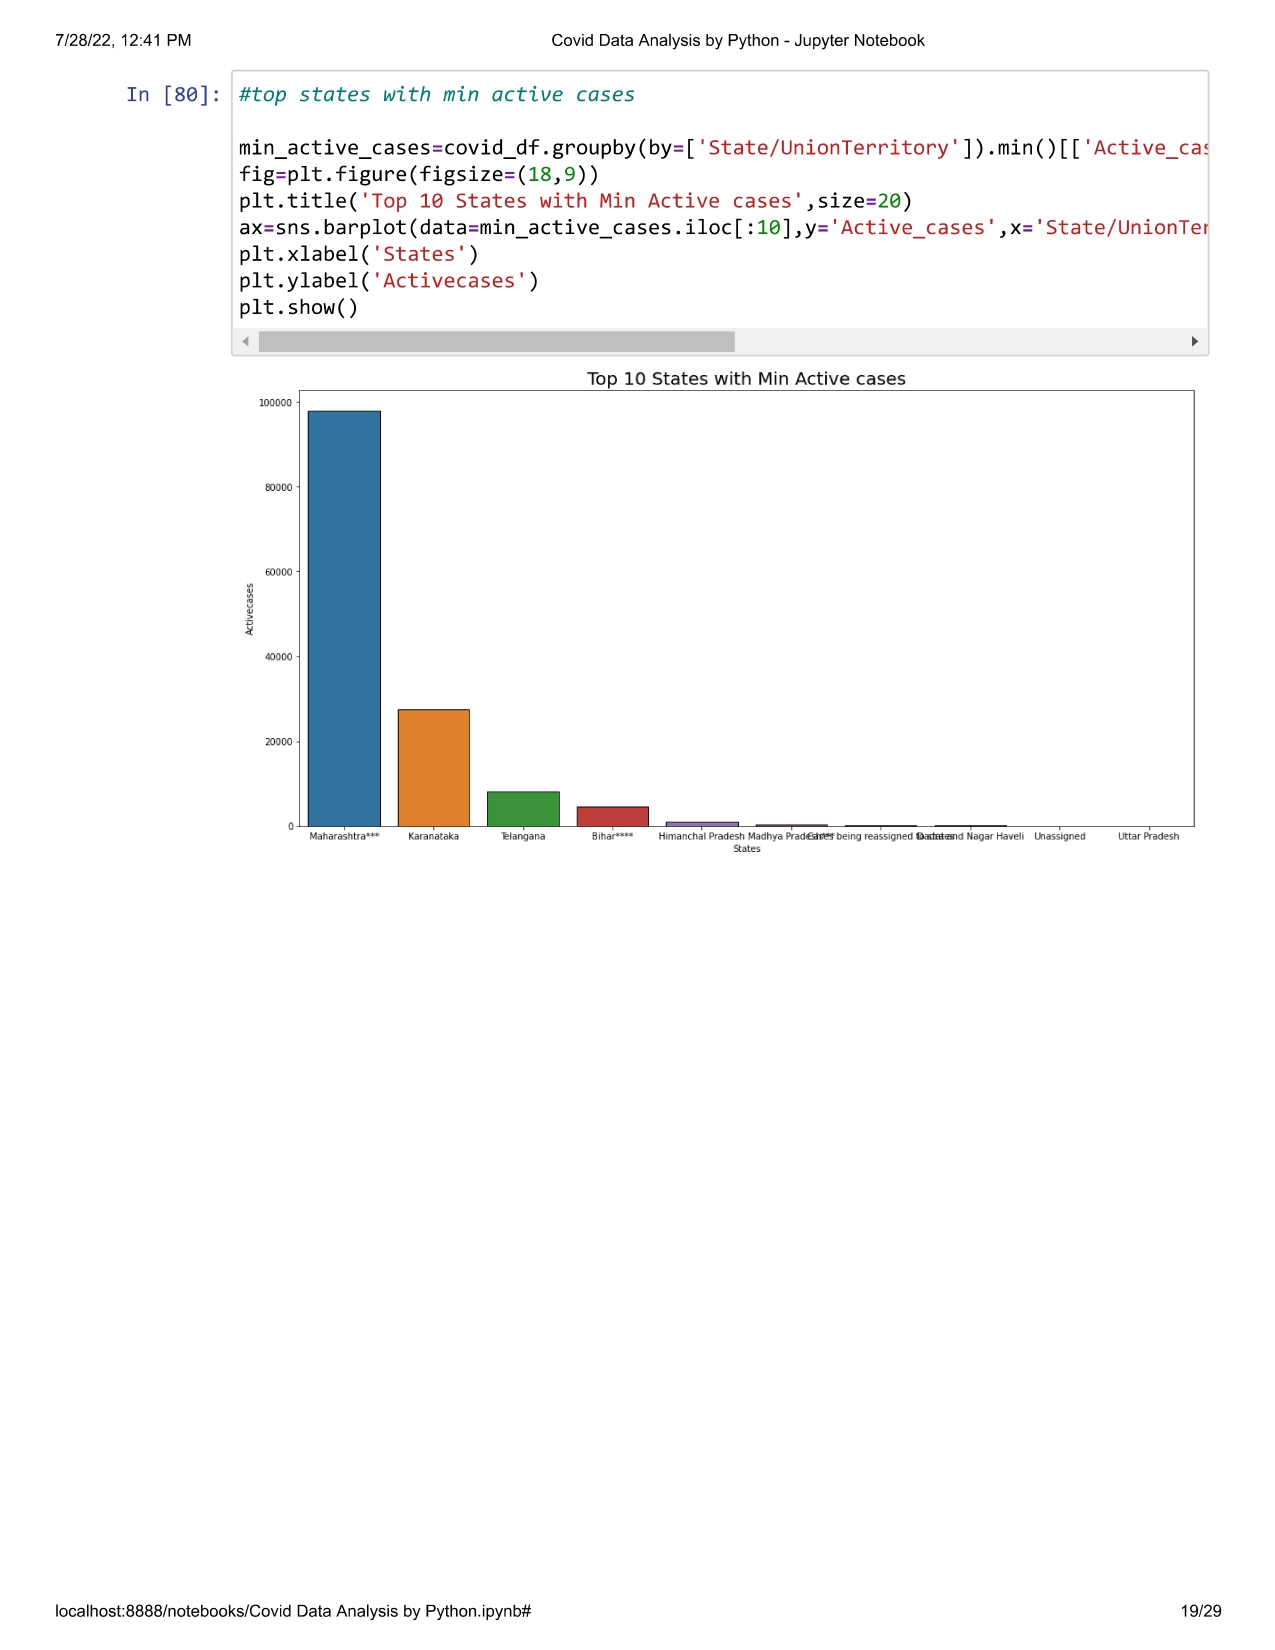 7/28/22, 12:41 PM Covid Data Analysis by Python - Jupyter Notebook
In [80]: #top states with min active cases
min_active_cases=covid_df.groupby(by=['State/UnionTerritory']).min()[['Active_cas
fig=plt.figure(figsize=(18,9))
plt.title('Top 10 States with Min Active cases',size=20)
ax=sns.barplot(data=min_active_cases.iloc[:10],y='Active_cases',x='State/UnionTer
plt.xlabel('States')
plt.ylabel('Activecases')
plt.show()
Top 10 States with Min Active cases
100000
80000
60000
40000
20000
0
Activecases
Maharashtra*** Karanataka Telangana Bihar**** Himanchal Pradesh Madhya Pradesh*** Cases being reassigned to states Dadra and Nagar Haveli Unassigned Uttar Pradesh
States
localhost:8888/notebooks/Covid Data Analysis by Python.ipynb# 19/29